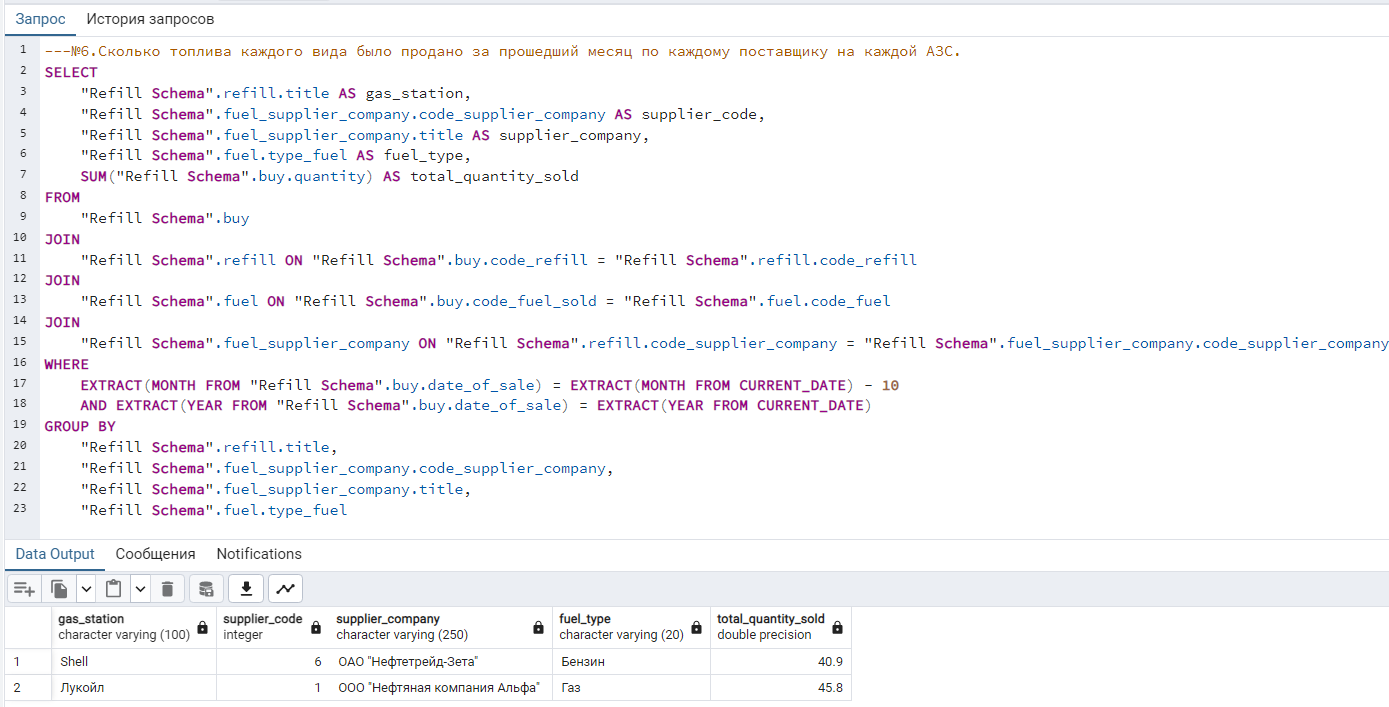 Запрос История запросов
1 ---№6.Сколько топлива каждого вида было продано за прошедший месяц по каждому поставщику на каждой АЗС.
2 SELECT
3 "Refill Schema".refill.title AS gas_station,
4 "Refill Schema".fuel_supplier_company.code_supplier_company AS supplier_code,
5 "Refill Schema".fuel_supplier_company.title AS supplier_company,
6 "Refill Schema".fuel.type_fuel AS fuel_type,
7 SUM("Refill Schema".buy.quantity) AS total_quantity_sold
8 FROM
9 "Refill Schema".buy
10 JOIN
11 "Refill Schema".refill ON "Refill Schema".buy.code_refill = "Refill Schema".refill.code_refill
12 JOIN
13 "Refill Schema".fuel ON "Refill Schema".buy.code_fuel_sold = "Refill Schema".fuel.code_fuel
14 JOIN
15 "Refill Schema".fuel_supplier_company ON "Refill Schema".refill.code_supplier_company = "Refill Schema".fuel_supplier_company.code_supplier_company
16 WHERE
17 EXTRACT(MONTH FROM "Refill Schema".buy.date_of_sale) = EXTRACT(MONTH FROM CURRENT_DATE) - 10
18 AND EXTRACT(YEAR FROM "Refill Schema".buy.date_of_sale) = EXTRACT(YEAR FROM CURRENT_DATE)
19 GROUP BY
20 "Refill Schema".refill.title,
21 "Refill Schema".fuel_supplier_company.code_supplier_company,
22 "Refill Schema".fuel_supplier_company.title,
23 "Refill Schema".fuel.type_fuel
Data Output Сообщения Notifications
gas_station supplier_code supplier_company fuel_type total_quantity_sold
character varying (100) integer character varying (250) character varying (20) double precision
1 Shell 6 ОАО "Нефтетрейд-Зета" Бензин 40.9
2 Лукойл 1 ООО "Нефтяная компания Альфа" Газ 45.8